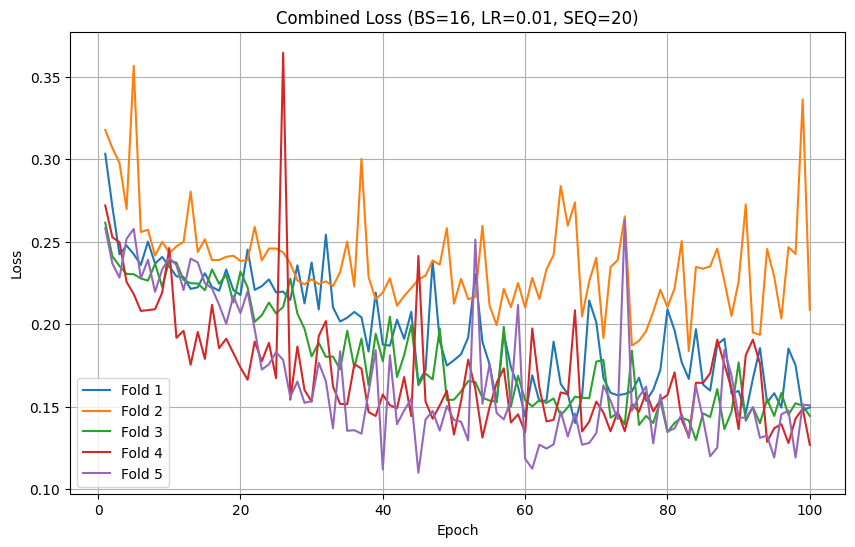 Combined Loss (BS=16, LR=0.01, SEQ=20)
Loss
0.35
0.30
0.25
0.20
0.15
0.10
Fold 1
Fold 2
Fold 3
Fold 4
Fold 5
0
20
40
60
80
100
Epoch